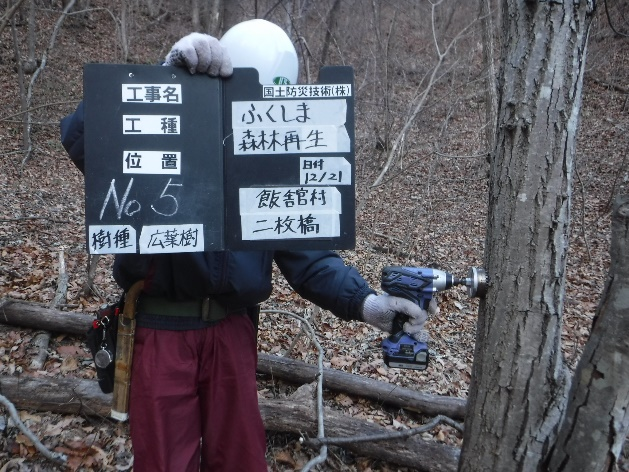 工事名
工種
位置
No 5
樹種 広葉樹
国土防災技術(株)
ふくしま
森林再生
日付
12/21
飯舘村
二枚橋